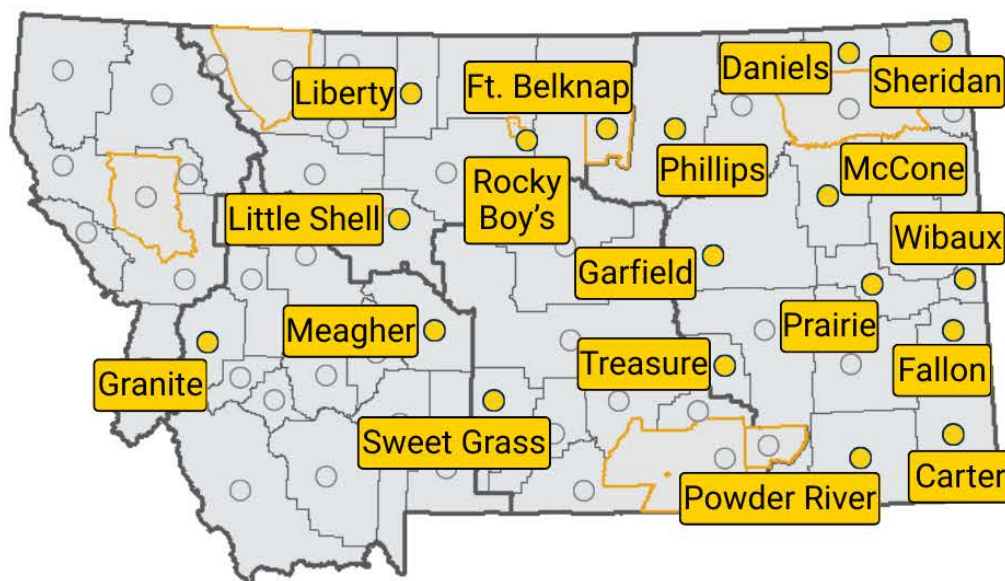 Daniels
Sheridan
Liberty
Ft. Belknap
Phillips
McCone
Rocky
Boy’s
Little Shell
Wibaux
Garfield
Meagher
Prairie
Treasure
Fallon
Granite
Sweet Grass
Carter
Powder River